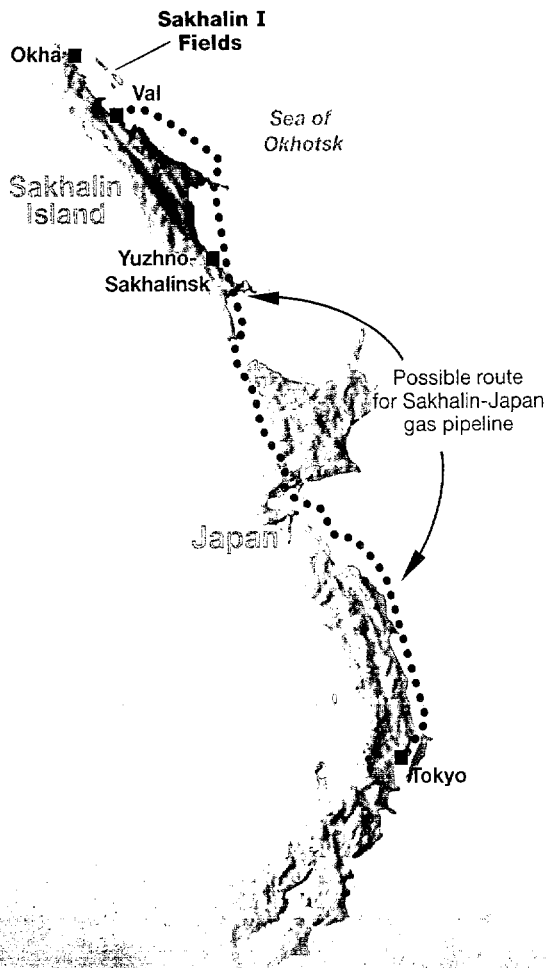 Sakhalin I
Fields
Okha
Val
Sea of
Okhotsk
Sakhalin
Island
Yuzhno-
Sakhalinsk
Possible route
for Sakhalin-Japan
gas pipeline
Japan
Tokyo